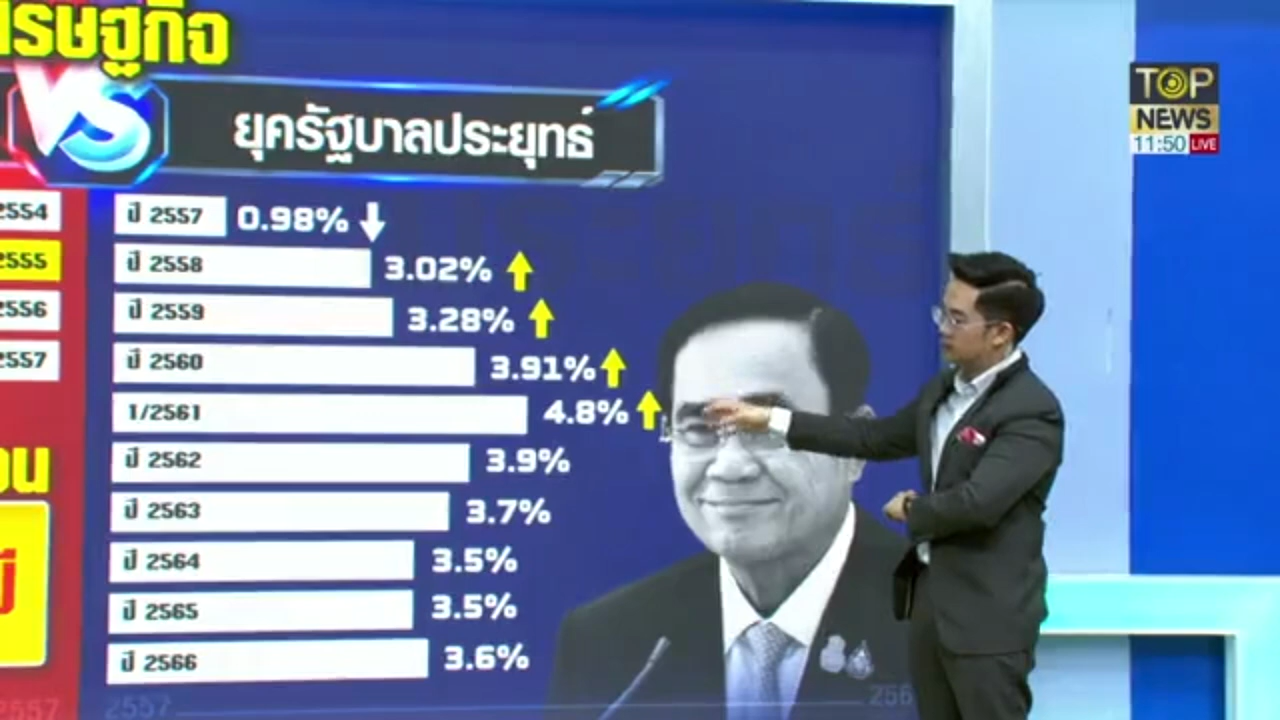 รษฐกิจ
VS
ยุครัฐบาลประยุทธ์
TOP
NEWS
11:50 LIVE
2554
2555
2556
2557
ปี 2557 0.98%
ปี 2558 3.02%
ปี 2559 3.28%
ปี 2560 3.91%
1/2561 4.8%
ปี 2562 3.9%
ปี 2563 3.7%
ปี 2564 3.5%
ปี 2565 3.5%
ปี 2566 3.6%
2557
2557